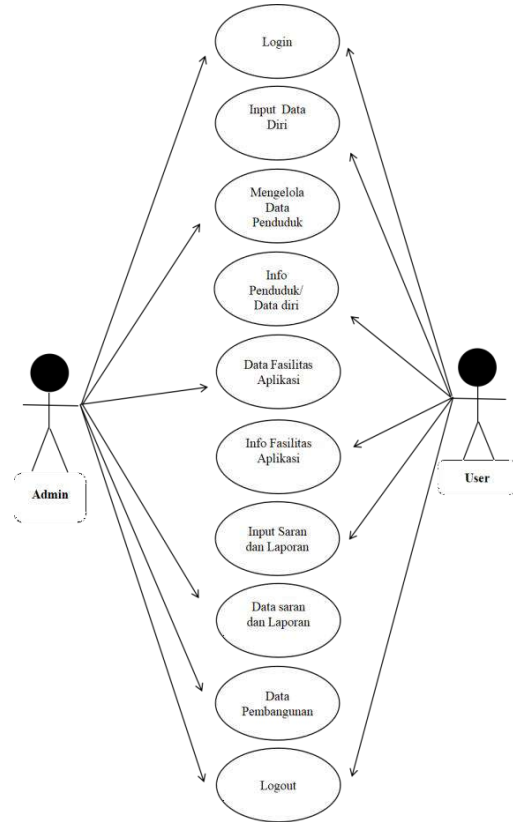 Login
Input Data
Diri
Mengelola
Data
Penduduk
Info
Penduduk/
Data diri
Data Fasilitas
Aplikasi
Info Fasilitas
Aplikasi
Input Saran
dan Laporan
Data saran
dan Laporan
Data
Pembangunan
Logout
Admin
User